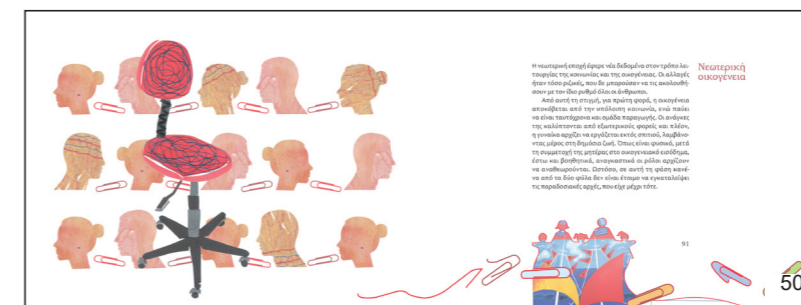 Νεωτερική
οικογένεια
Η νεωτερική εποχή έφερε νέα δεδομένα στον τρόπο λει-
τουργίας της κοινωνίας και της οικογένειας. Οι αλλαγές
ήταν τόσο ριζικές, που δε μπορούσαν να τις ακολουθή-
σουν με τον ίδιο ρυθμό όλοι οι άνθρωποι.
Από αυτή τη στιγμή, για πρώτη φορά, η οικογένεια
αποκόβεται από την υπόλοιπη κοινωνία, ενώ παύει
να είναι ταυτόχρονα και ομάδα παραγωγής. Οι ανάγκες
της καλύπτονται από εξωτερικούς φορείς και πλέον,
η γυναίκα αρχίζει να εργάζεται εκτός σπιτιού, λαμβάνο-
ντας μέρος στη δημόσια ζωή. Όπως είναι φυσικό, μετά
τη συμμετοχή της μητέρας στο οικογενειακό εισόδημα,
έστω και βοηθητικά, αναγκαστικά οι ρόλοι αρχίζουν
να αναθεωρούνται. Ωστόσο, σε αυτή τη φάση κανέ-
να από τα δύο φύλα δεν είναι έτοιμο να εγκαταλείψει
τις παραδοσιακές αρχές, που είχε μέχρι τότε.
91
50